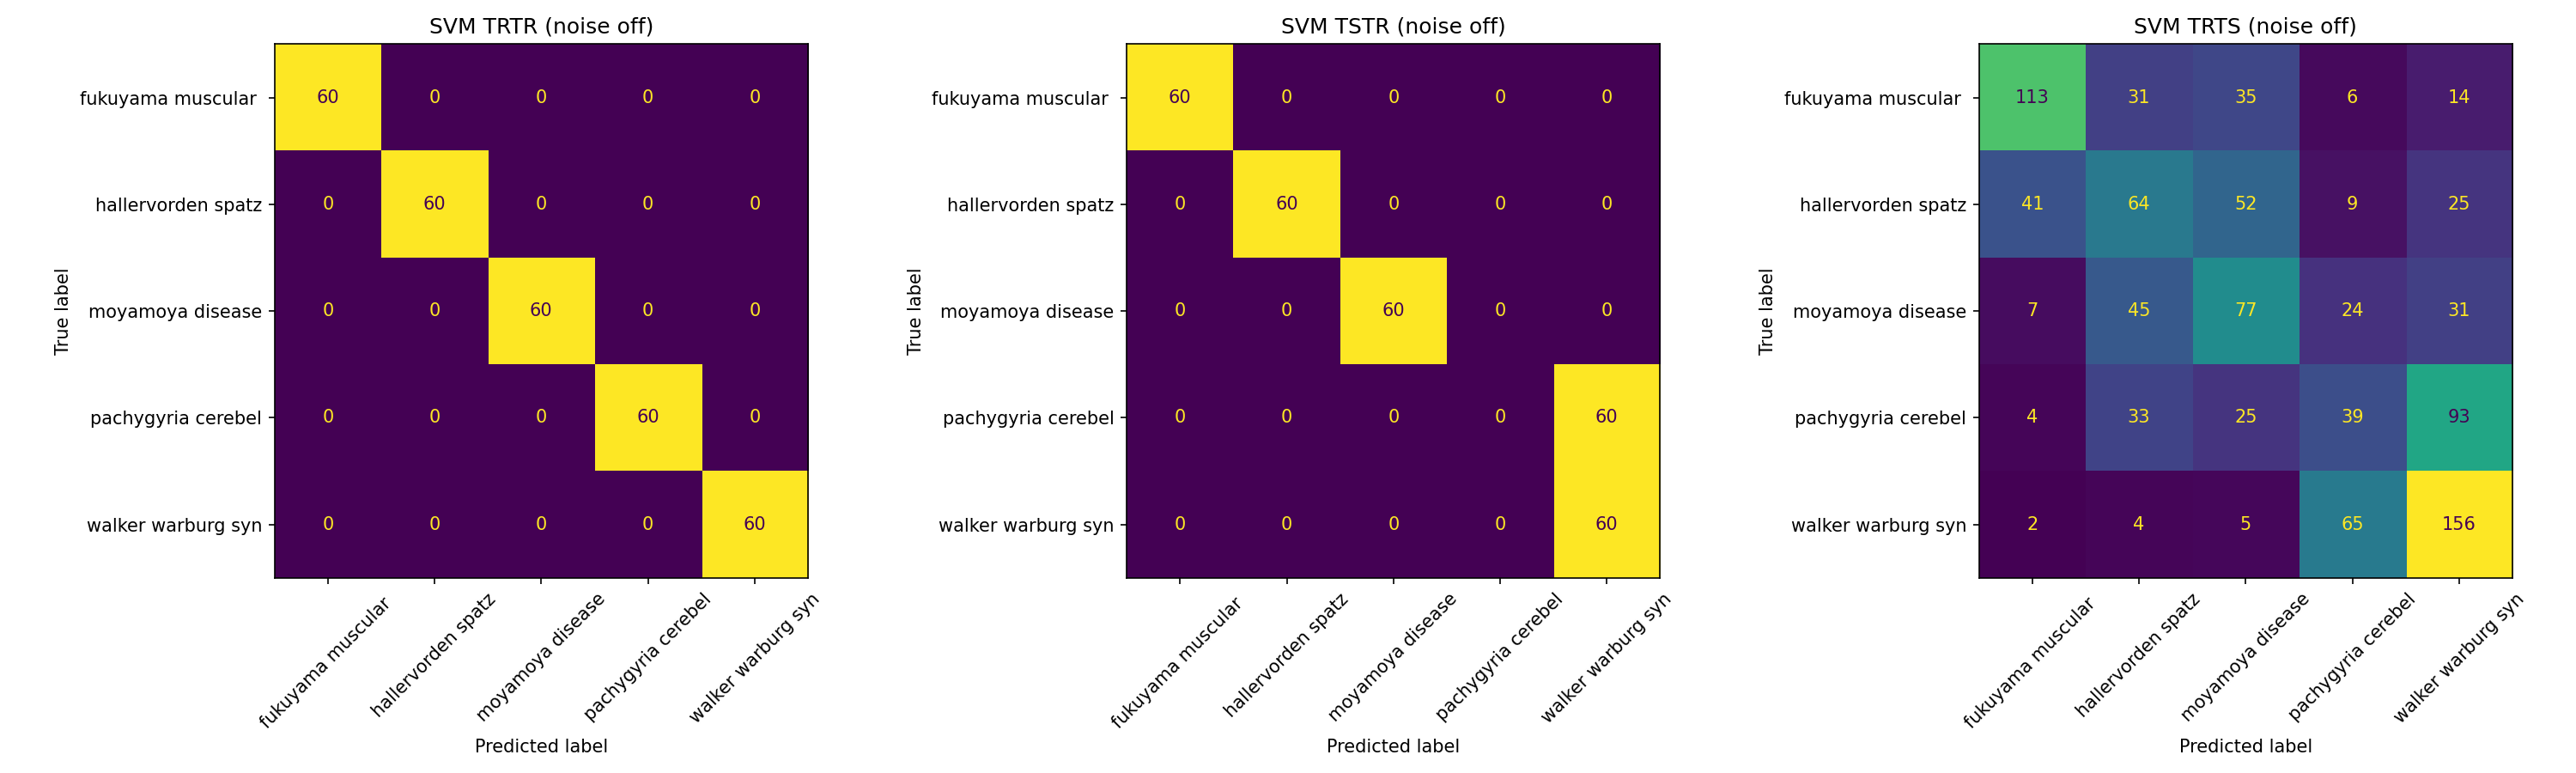 SVM TRTR (noise off)
True label
fukuyama muscular 60 0 0 0 0
hallervorden spatz 0 60 0 0 0
moyamoya disease 0 0 60 0 0
pachygyria cerebel 0 0 0 60 0
walker warburg syn 0 0 0 0 60
fukuyama muscular
hallervorden spatz
moyamoya disease
pachygyria cerebel
walker warburg syn
Predicted label
SVM TSTR (noise off)
True label
fukuyama muscular 60 0 0 0 0
hallervorden spatz 0 60 0 0 0
moyamoya disease 0 0 60 0 0
pachygyria cerebel 0 0 0 0 60
walker warburg syn 0 0 0 0 60
fukuyama muscular
hallervorden spatz
moyamoya disease
pachygyria cerebel
walker warburg syn
Predicted label
SVM TRTS (noise off)
True label
fukuyama muscular 113 31 35 6 14
hallervorden spatz 41 64 52 9 25
moyamoya disease 7 45 77 24 31
pachygyria cerebel 4 33 25 39 93
walker warburg syn 2 4 5 65 156
fukuyama muscular
hallervorden spatz
moyamoya disease
pachygyria cerebel
walker warburg syn
Predicted label